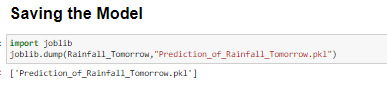 Saving the Model
import joblib
joblib.dump(Rainfall_Tomorrow,"Prediction_of_Rainfall_Tomorrow.pkl")
['Prediction_of_Rainfall_Tomorrow.pkl']